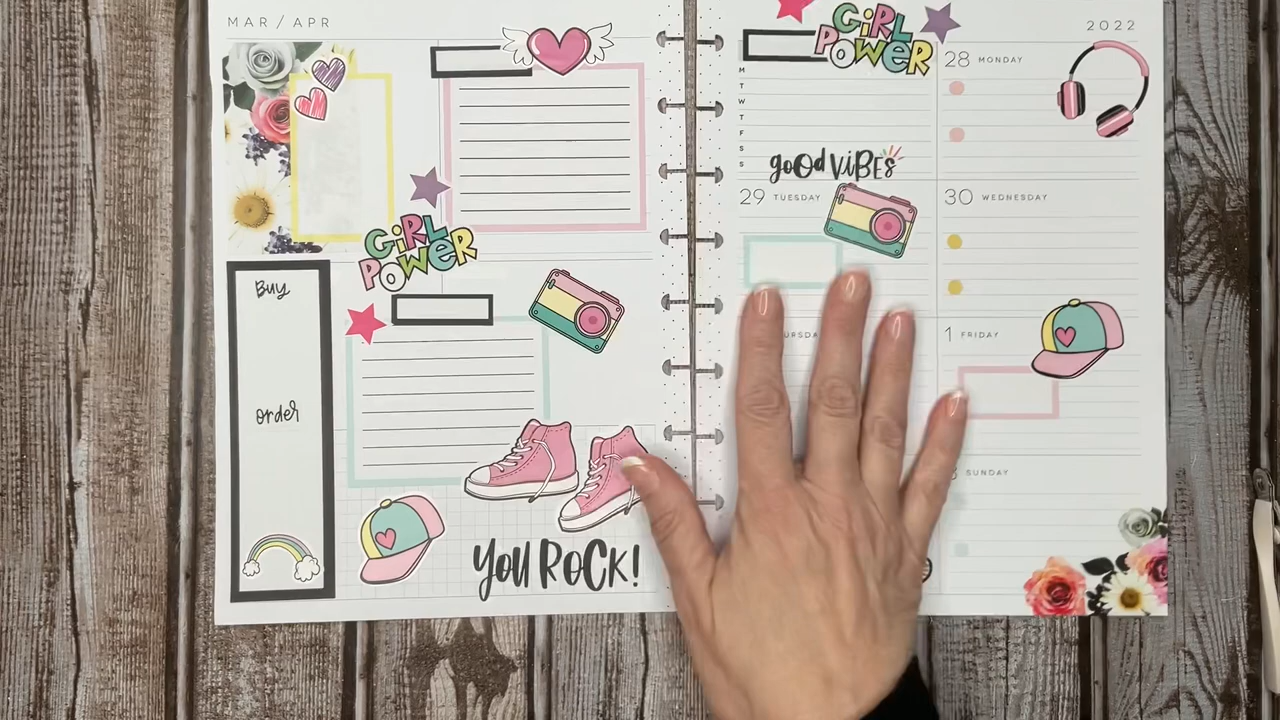 MAR / APR
Buy
order
GiRL
POWER
YOU ROCK!
2022
GiRL
POWER
M
T
W
T
F
S
S
28 MONDAY
good ViBES
29 TUESDAY
30 WEDNESDAY
1 FRIDAY
SUNDAY